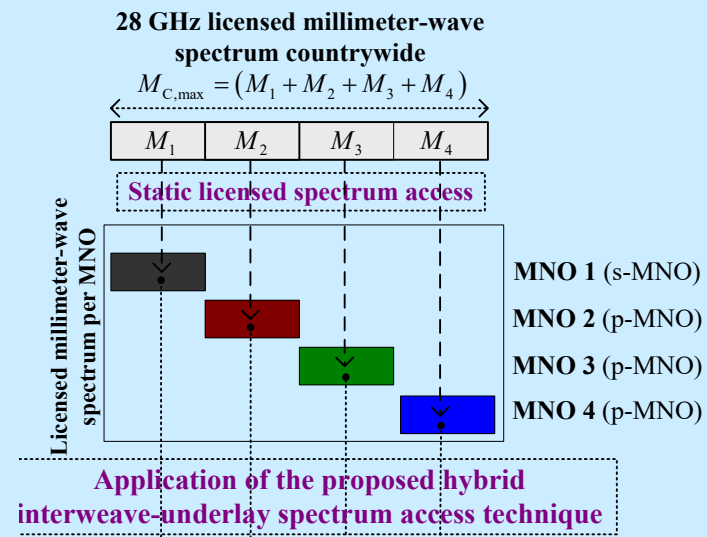 28 GHz licensed millimeter-wave
spectrum countrywide
M_{C,max} = (M_1 + M_2 + M_3 + M_4)
M_1 M_2 M_3 M_4
Static licensed spectrum access
Licensed millimeter-wave
spectrum per MNO
MNO 1 (s-MNO)
MNO 2 (p-MNO)
MNO 3 (p-MNO)
MNO 4 (p-MNO)
Application of the proposed hybrid
interweave-underlay spectrum access technique